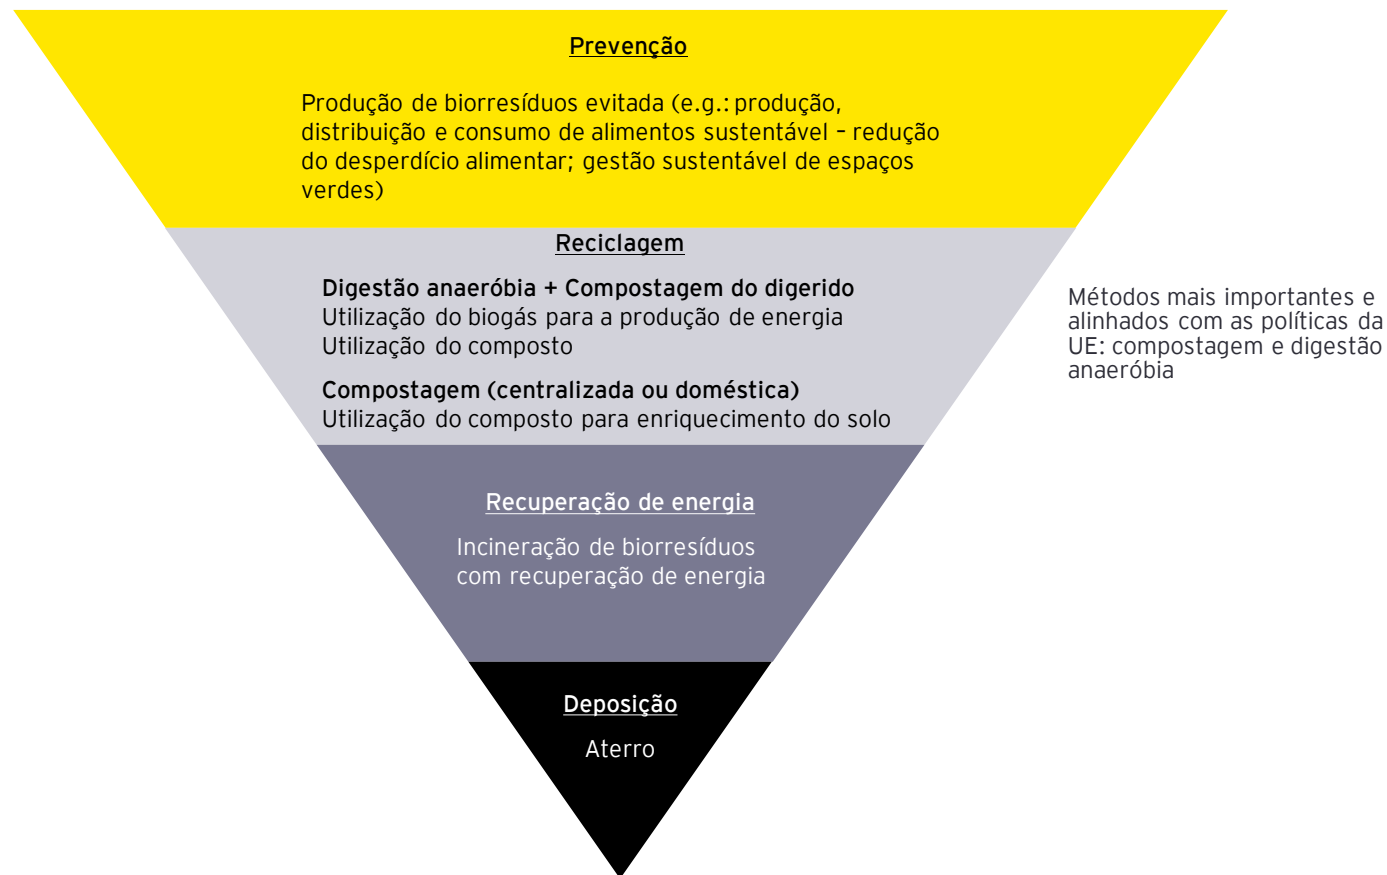 Prevenção
Produção de biorresíduos evitada (e.g.: produção,
distribuição e consumo de alimentos sustentável – redução
do desperdício alimentar; gestão sustentável de espaços
verdes)
Reciclagem
Digestão anaeróbia + Compostagem do digerido
Utilização do biogás para a produção de energia
Utilização do composto
Compostagem (centralizada ou doméstica)
Utilização do composto para enriquecimento do solo
Métodos mais importantes e
alinhados com as políticas da
UE: compostagem e digestão
anaeróbia
Recuperação de energia
Incineração de biorresíduos
com recuperação de energia
Deposição
Aterro